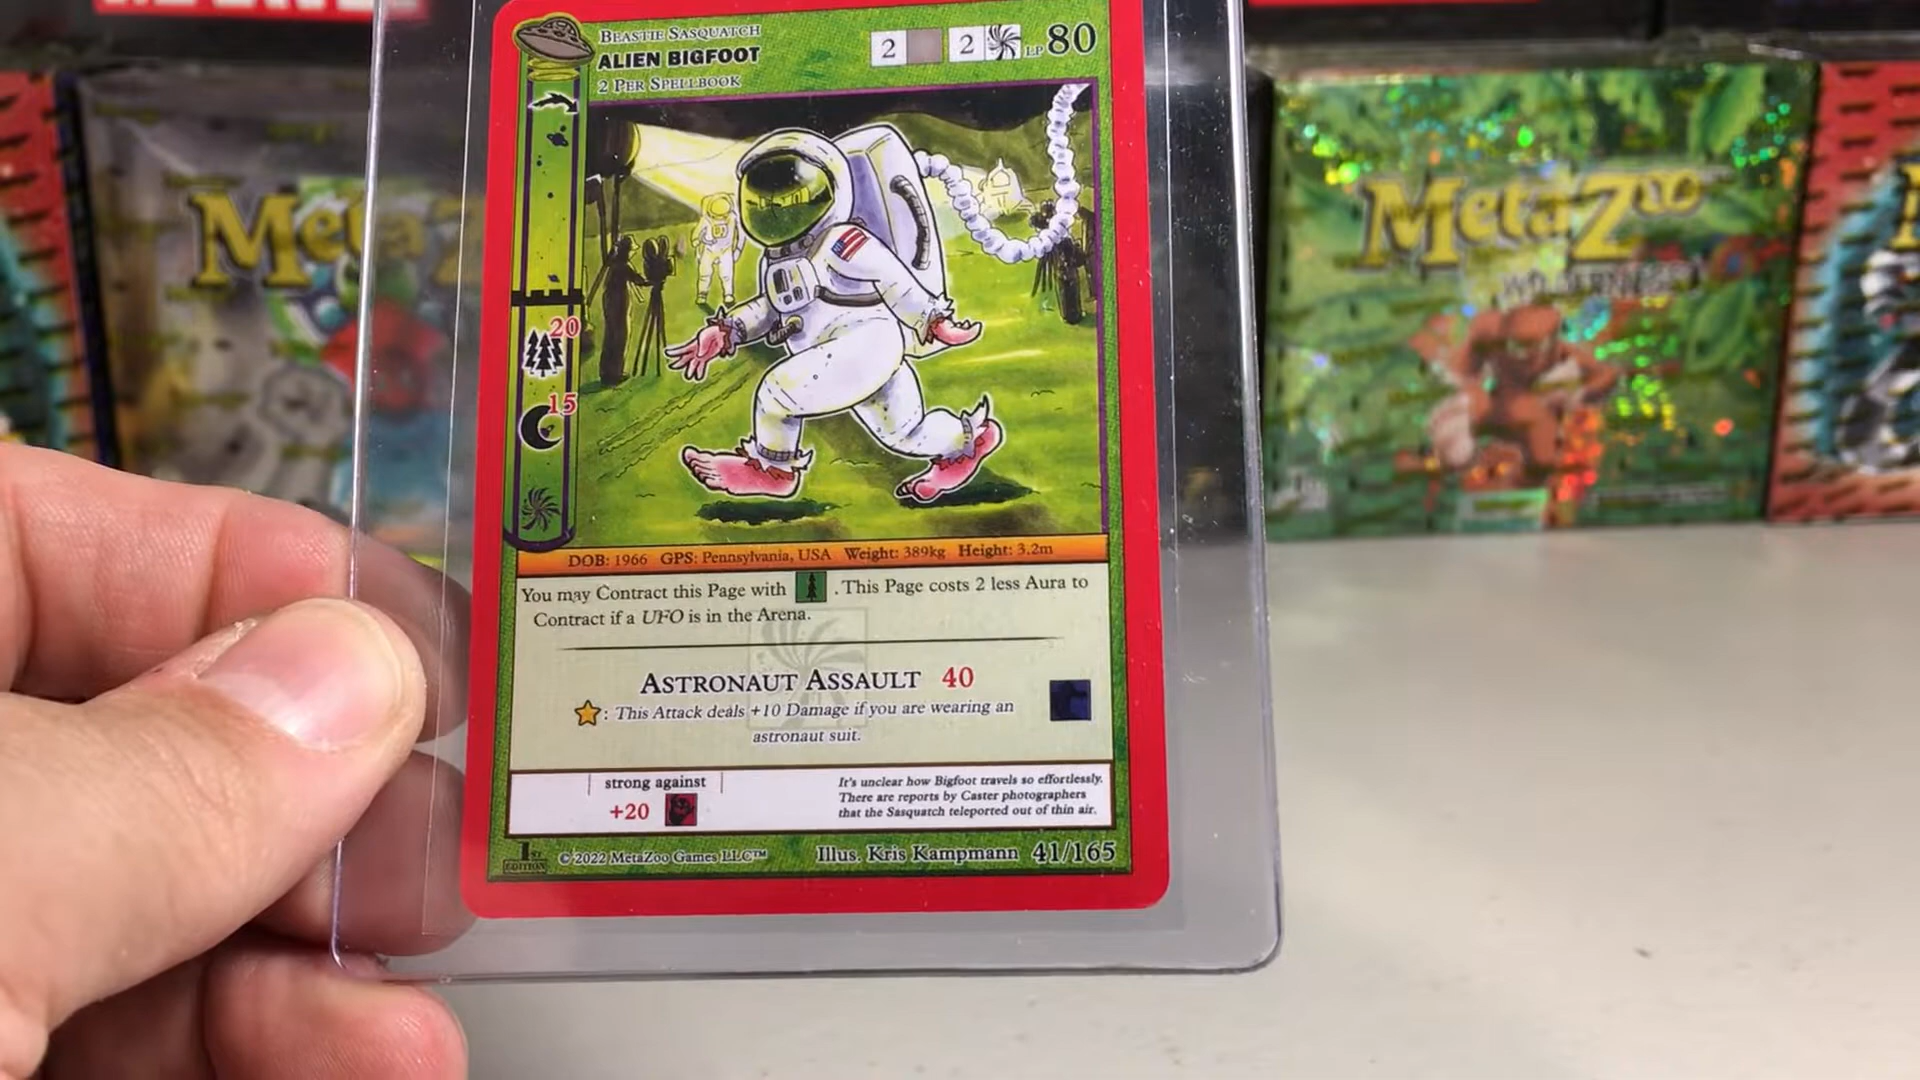 BEASTIE SASQUATCH
ALIEN BIGFOOT
2 PER SPELLBOOK
2 2 LP 80
20
15
DOB: 1966 GPS: Pennsylvania, USA Weight: 389kg Height: 3.2m
You may Contract this Page with . This Page costs 2 less Aura to
Contract if a UFO is in the Arena.
ASTRONAUT ASSAULT 40
: This Attack deals +10 Damage if you are wearing an
astronaut suit.
strong against
+20
It's unclear how Bigfoot travels so effortlessly.
There are reports by Caster photographers
that the Sasquatch teleported out of thin air.
1ST EDITION
©2022 MetaZoo Games LLC™
Illus. Kris Kampmann 41/165
MetaZoo
WILDERNESS